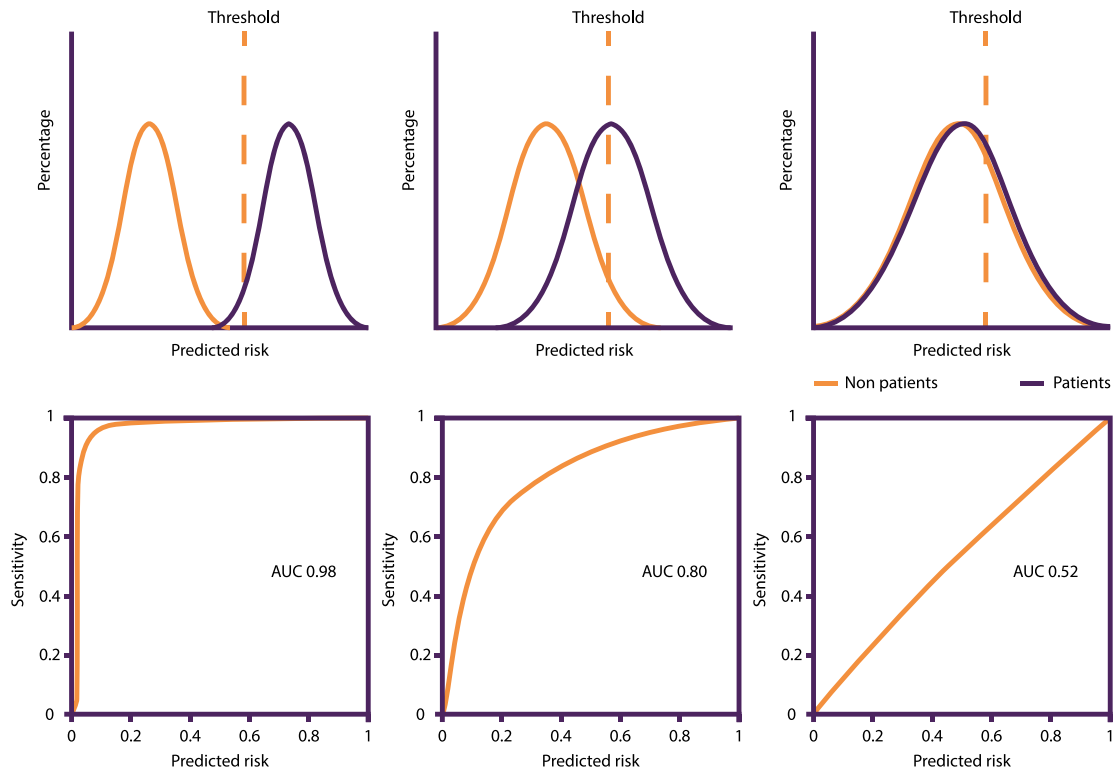 Threshold
Threshold
Threshold
Percentage
Percentage
Percentage
Predicted risk
Predicted risk
Predicted risk
Non patients
Patients
1
0.8
0.6
0.4
0.2
0
Sensitivity
AUC 0.98
0 0.2 0.4 0.6 0.8 1
Predicted risk
1
0.8
0.6
0.4
0.2
0
Sensitivity
AUC 0.80
0 0.2 0.4 0.6 0.8 1
Predicted risk
1
0.8
0.6
0.4
0.2
0
Sensitivity
AUC 0.52
0 0.2 0.4 0.6 0.8 1
Predicted risk